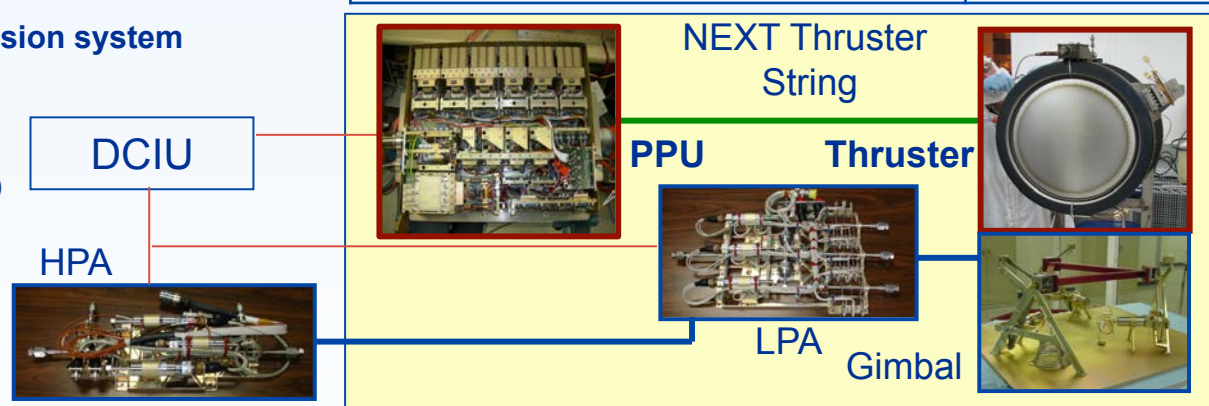 sion system
NEXT Thruster
String
DCIU
PPU
Thruster
)
HPA
LPA
Gimbal